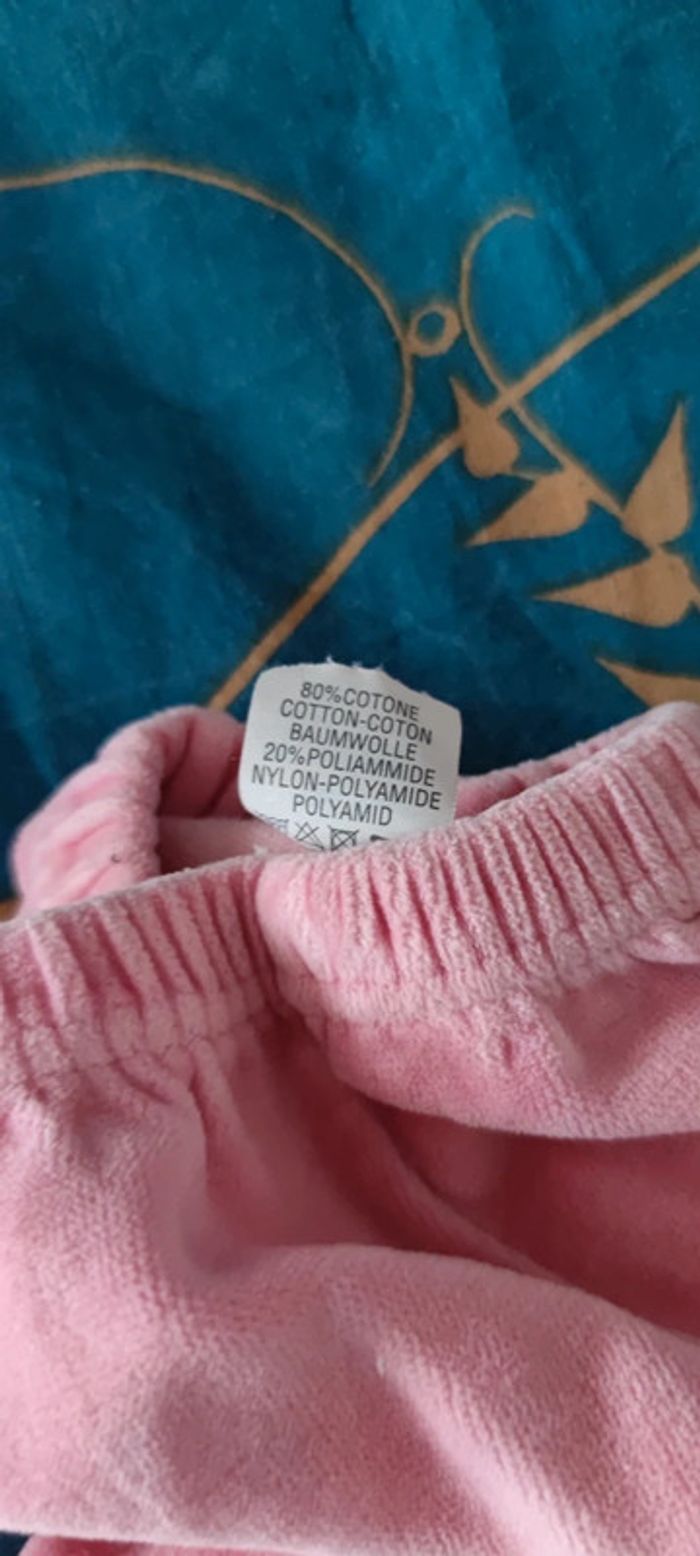 80%COTONE
COTTON-COTON
BAUMWOLLE
20%POLIAMMIDE
NYLON-POLYAMIDE
POLYAMID